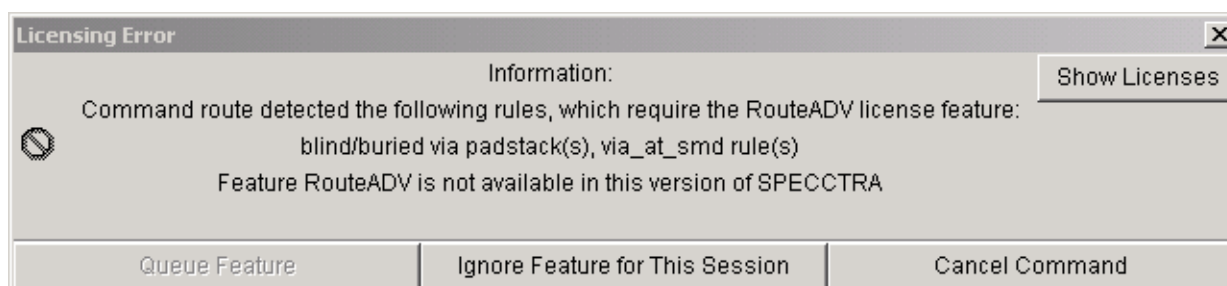 Licensing Error
Information:
Show Licenses
Command route detected the following rules, which require the RouteADV license feature:
blind/buried via padstack(s), via_at_smd rule(s)
Feature RouteADV is not available in this version of SPECCTRA
Queue Feature
Ignore Feature for This Session
Cancel Command